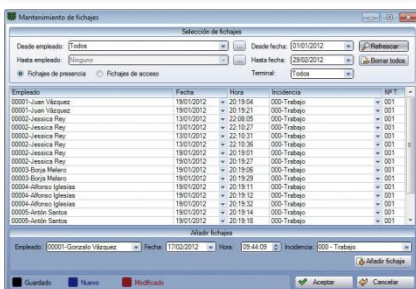 Mantenimiento de fichajes
Selección de fichajes
Desde empleado: Todos ... Desde fecha: 01/01/2012 Refrescar
Hasta empleado: Ninguno ... Hasta fecha: 29/02/2012 Borrar todos
Fichajes de presencia Fichajes de acceso Terminal: Todos
Empleado Fecha Hora Incidencia Nº T.
00001-Juan Vázquez 19/01/2012 20:19:04 000-Trabajo 001
00001-Juan Vázquez 19/01/2012 20:19:21 000-Trabajo 001
00002-Jessica Rey 13/01/2012 22:08:05 000-Trabajo 001
00002-Jessica Rey 13/01/2012 22:10:27 000-Trabajo 001
00002-Jessica Rey 13/01/2012 22:10:31 000-Trabajo 001
00002-Jessica Rey 13/01/2012 22:10:36 000-Trabajo 001
00002-Jessica Rey 19/01/2012 20:19:01 000-Trabajo 001
00002-Jessica Rey 19/01/2012 20:19:27 000-Trabajo 001
00003-Borja Melero 19/01/2012 20:19:06 000-Trabajo 001
00003-Borja Melero 19/01/2012 20:19:29 000-Trabajo 001
00004-Alfonso Iglesias 19/01/2012 20:19:11 000-Trabajo 001
00004-Alfonso Iglesias 19/01/2012 20:19:12 000-Trabajo 001
00004-Alfonso Iglesias 19/01/2012 20:19:32 000-Trabajo 001
00005-Antón Santos 19/01/2012 20:19:14 000-Trabajo 001
00005-Antón Santos 19/01/2012 20:19:18 000-Trabajo 001
Añadir fichajes
Empleado: 00001-Gonzalo Vázquez Fecha: 17/02/2012 Hora: 09:44:09 Incidencia: 000 - Trabajo
Añadir fichaje
Guardado Nuevo Modificado Aceptar Cancelar